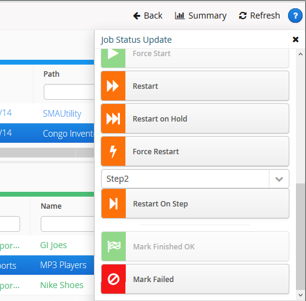 Back Summary Refresh ?
Job Status Update
Force Start
Path
Restart
/14 SMAUtility
Restart on Hold
/14 Congo Invent
Force Restart
Step2
Name
Restart On Step
por... GI Joes
Mark Finished OK
orts MP3 Players
Mark Failed
por... Nike Shoes